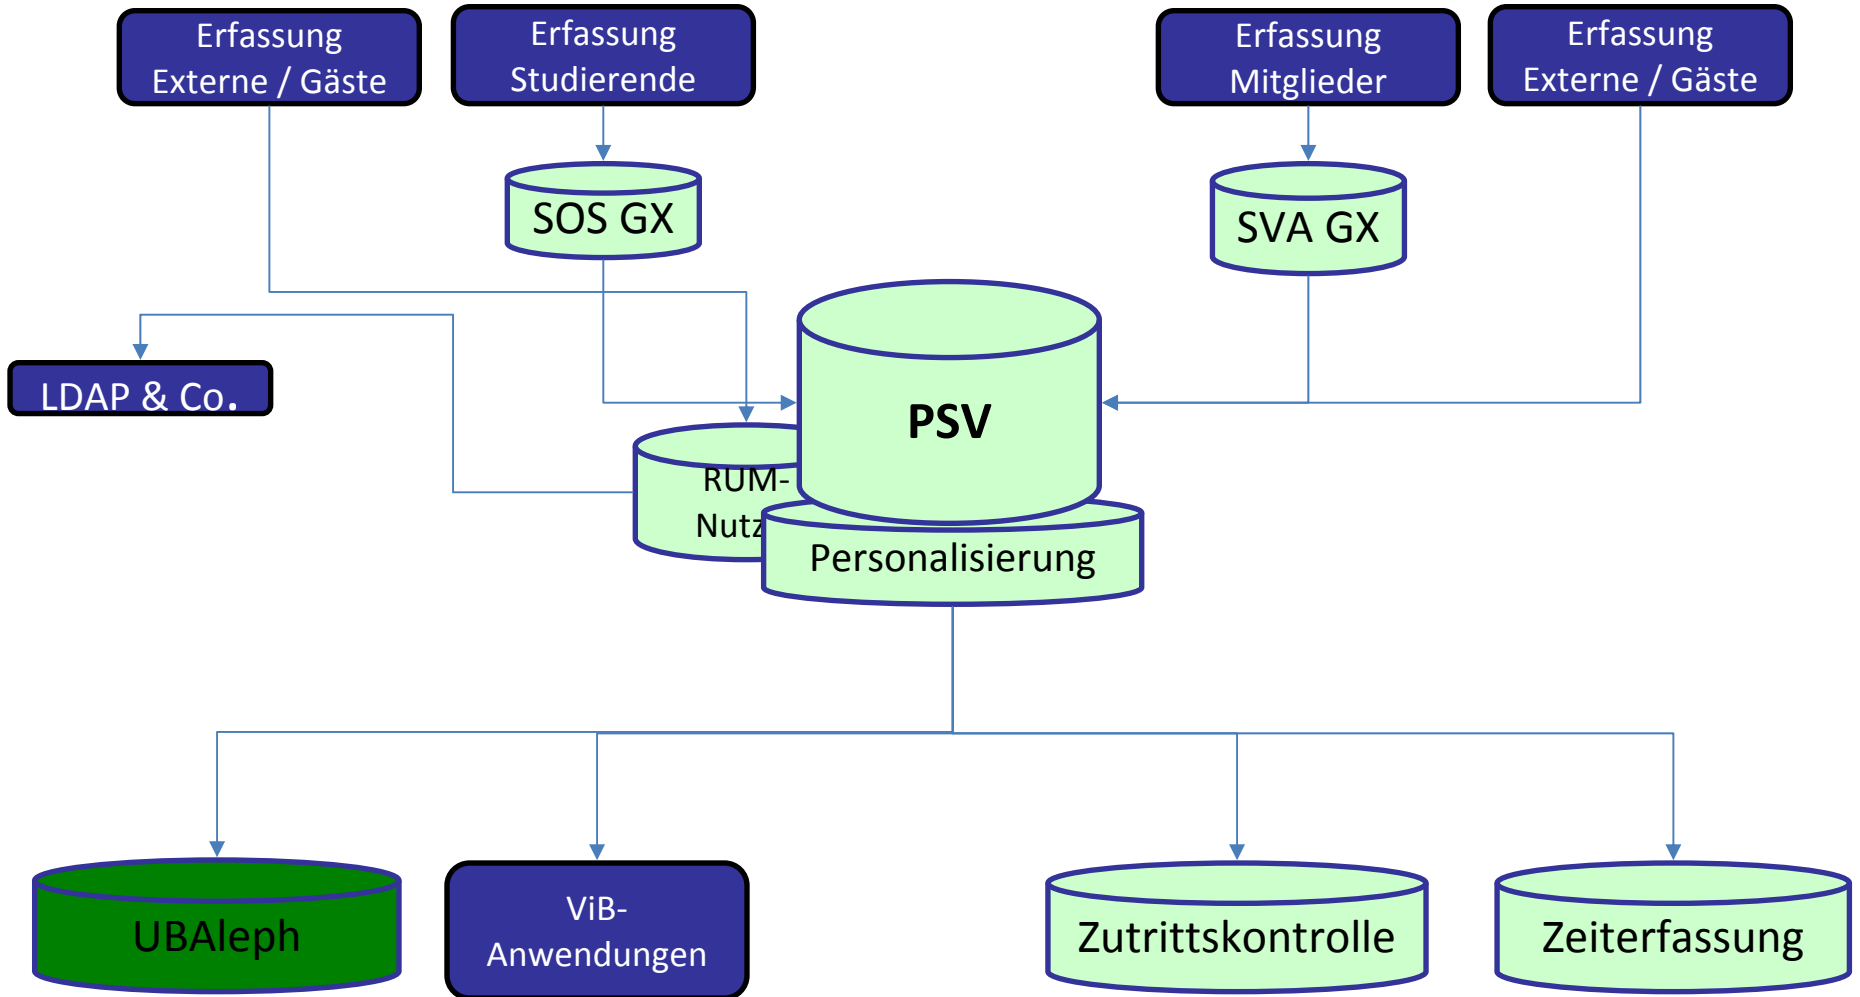 Erfassung
Externe / Gäste
Erfassung
Studierende
Erfassung
Mitglieder
Erfassung
Externe / Gäste
SOS GX
SVA GX
LDAP & Co.
PSV
RUM-
Personalisierung
UBAleph
ViB-
Anwendungen
Zutrittskontrolle
Zeiterfassung